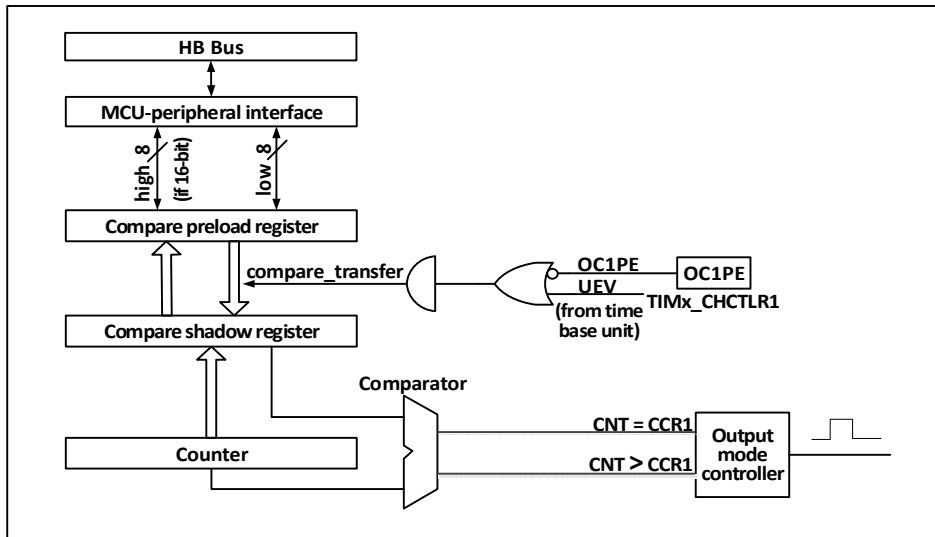 HB Bus
MCU-peripheral interface
high 8
(if 16-bit)
low 8
Compare preload register
compare_transfer
OC1PE
OC1PE
UEV
TIMx_CHCTLR1
(from time
base unit)
Compare shadow register
Comparator
CNT = CCR1
CNT > CCR1
Output
mode
controller
Counter